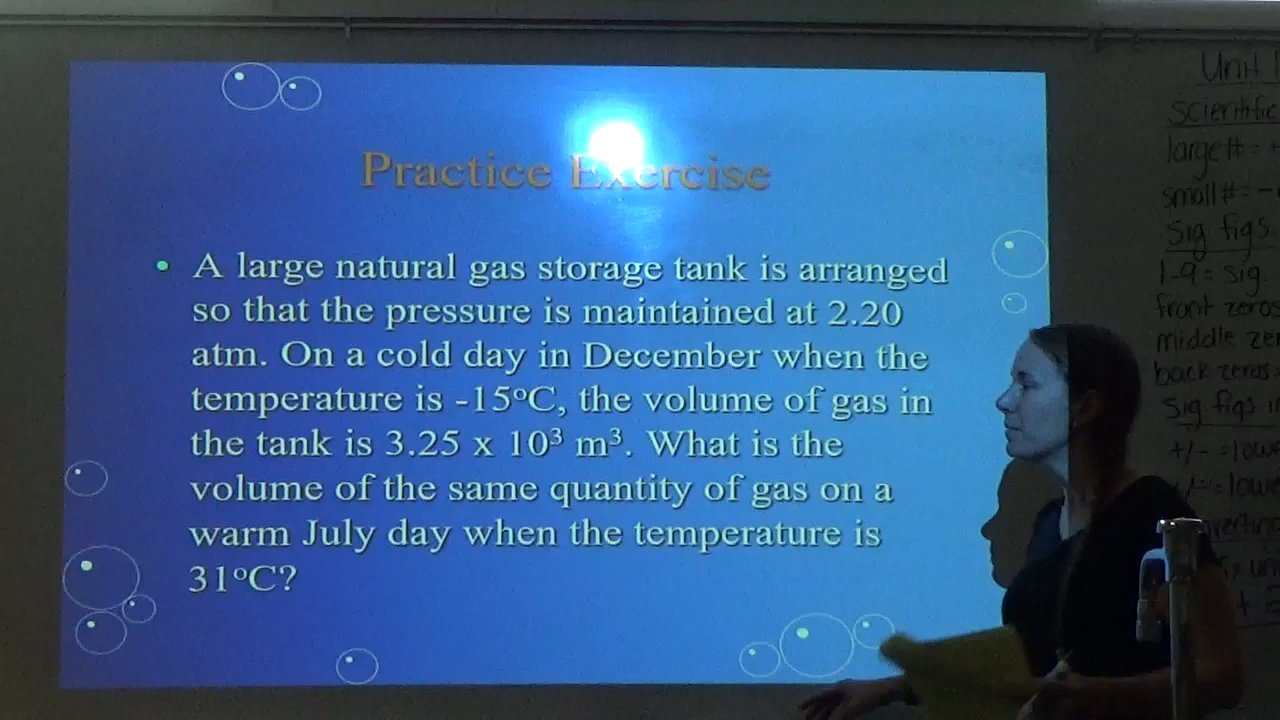 Practice Exercise
• A large natural gas storage tank is arranged
so that the pressure is maintained at 2.20
atm. On a cold day in December when the
temperature is -15°C, the volume of gas in
the tank is 3.25 x 10³ m³. What is the
volume of the same quantity of gas on a
warm July day when the temperature is
31°C?
Unit
Scientific
large # =
small # = -
Sig figs
1-9 = sig.
front zeros
middle
back zeros
Sig figs
+/- =